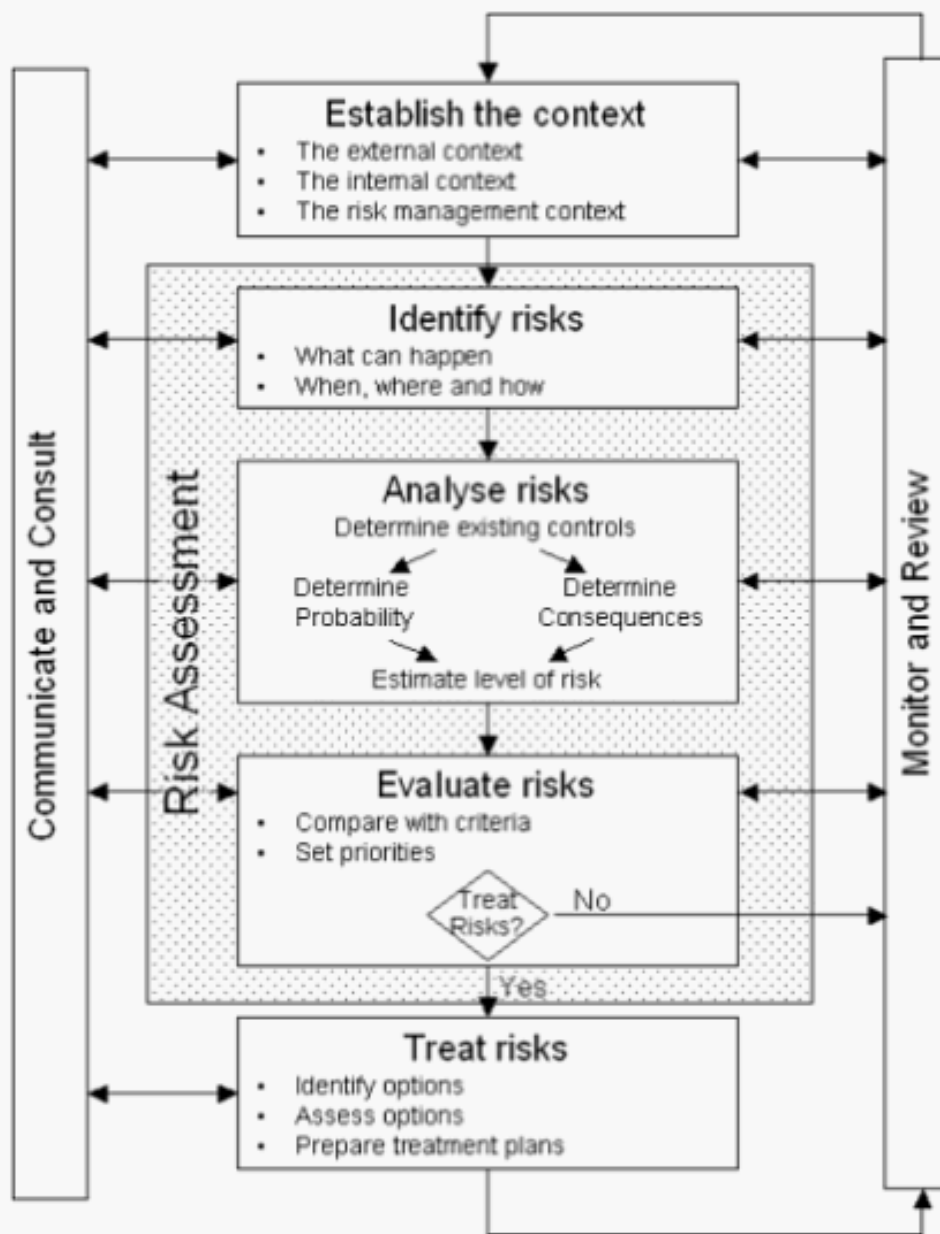 Communicate and Consult
Establish the context
• The external context
• The internal context
• The risk management context
Risk Assessment
Identify risks
• What can happen
• When, where and how
Analyse risks
Determine existing controls
Determine
Probability
Determine
Consequences
Estimate level of risk
Evaluate risks
• Compare with criteria
• Set priorities
Treat
Risks?
No
Yes
Treat risks
• Identify options
• Assess options
• Prepare treatment plans
Monitor and Review